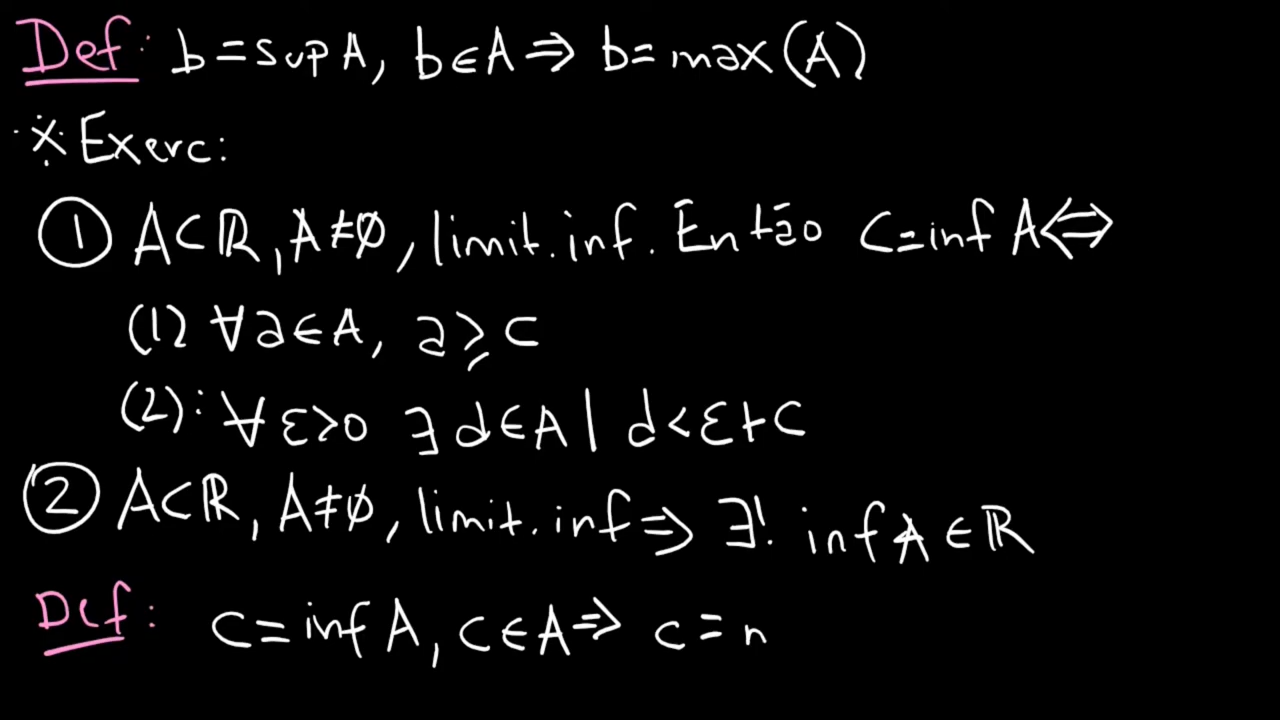 Def: b = sup A, b ∈ A ⇒ b = max (A)
※ Exerc:
① A ⊂ ℝ, A ≠ ∅, limit. inf. Então c = inf A ⇔
(1) ∀ a ∈ A, a ⩾ c
(2): ∀ ε > 0 ∃ d ∈ A | d < ε + c
② A ⊂ ℝ, A ≠ ∅, limit. inf ⇒ ∃! inf A ∈ ℝ
Def: c = inf A, c ∈ A ⇒ c = n